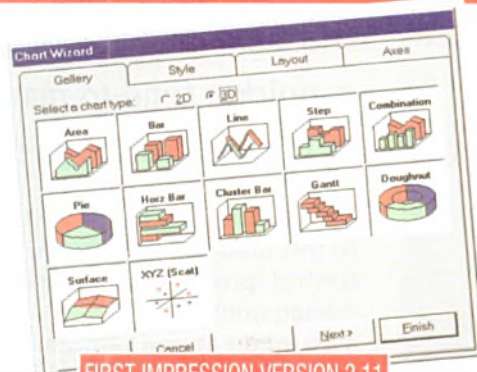 Chart Wizard
Gallery Style Layout Axes
Select a chart type: 2D 3D
Area Bar Line Step Combination
Pie Horz Bar Cluster Bar Gantt Doughnut
Surface XYZ (Scat)
Cancel Next> Finish
FIRST IMPRESSION VERSION 2.11